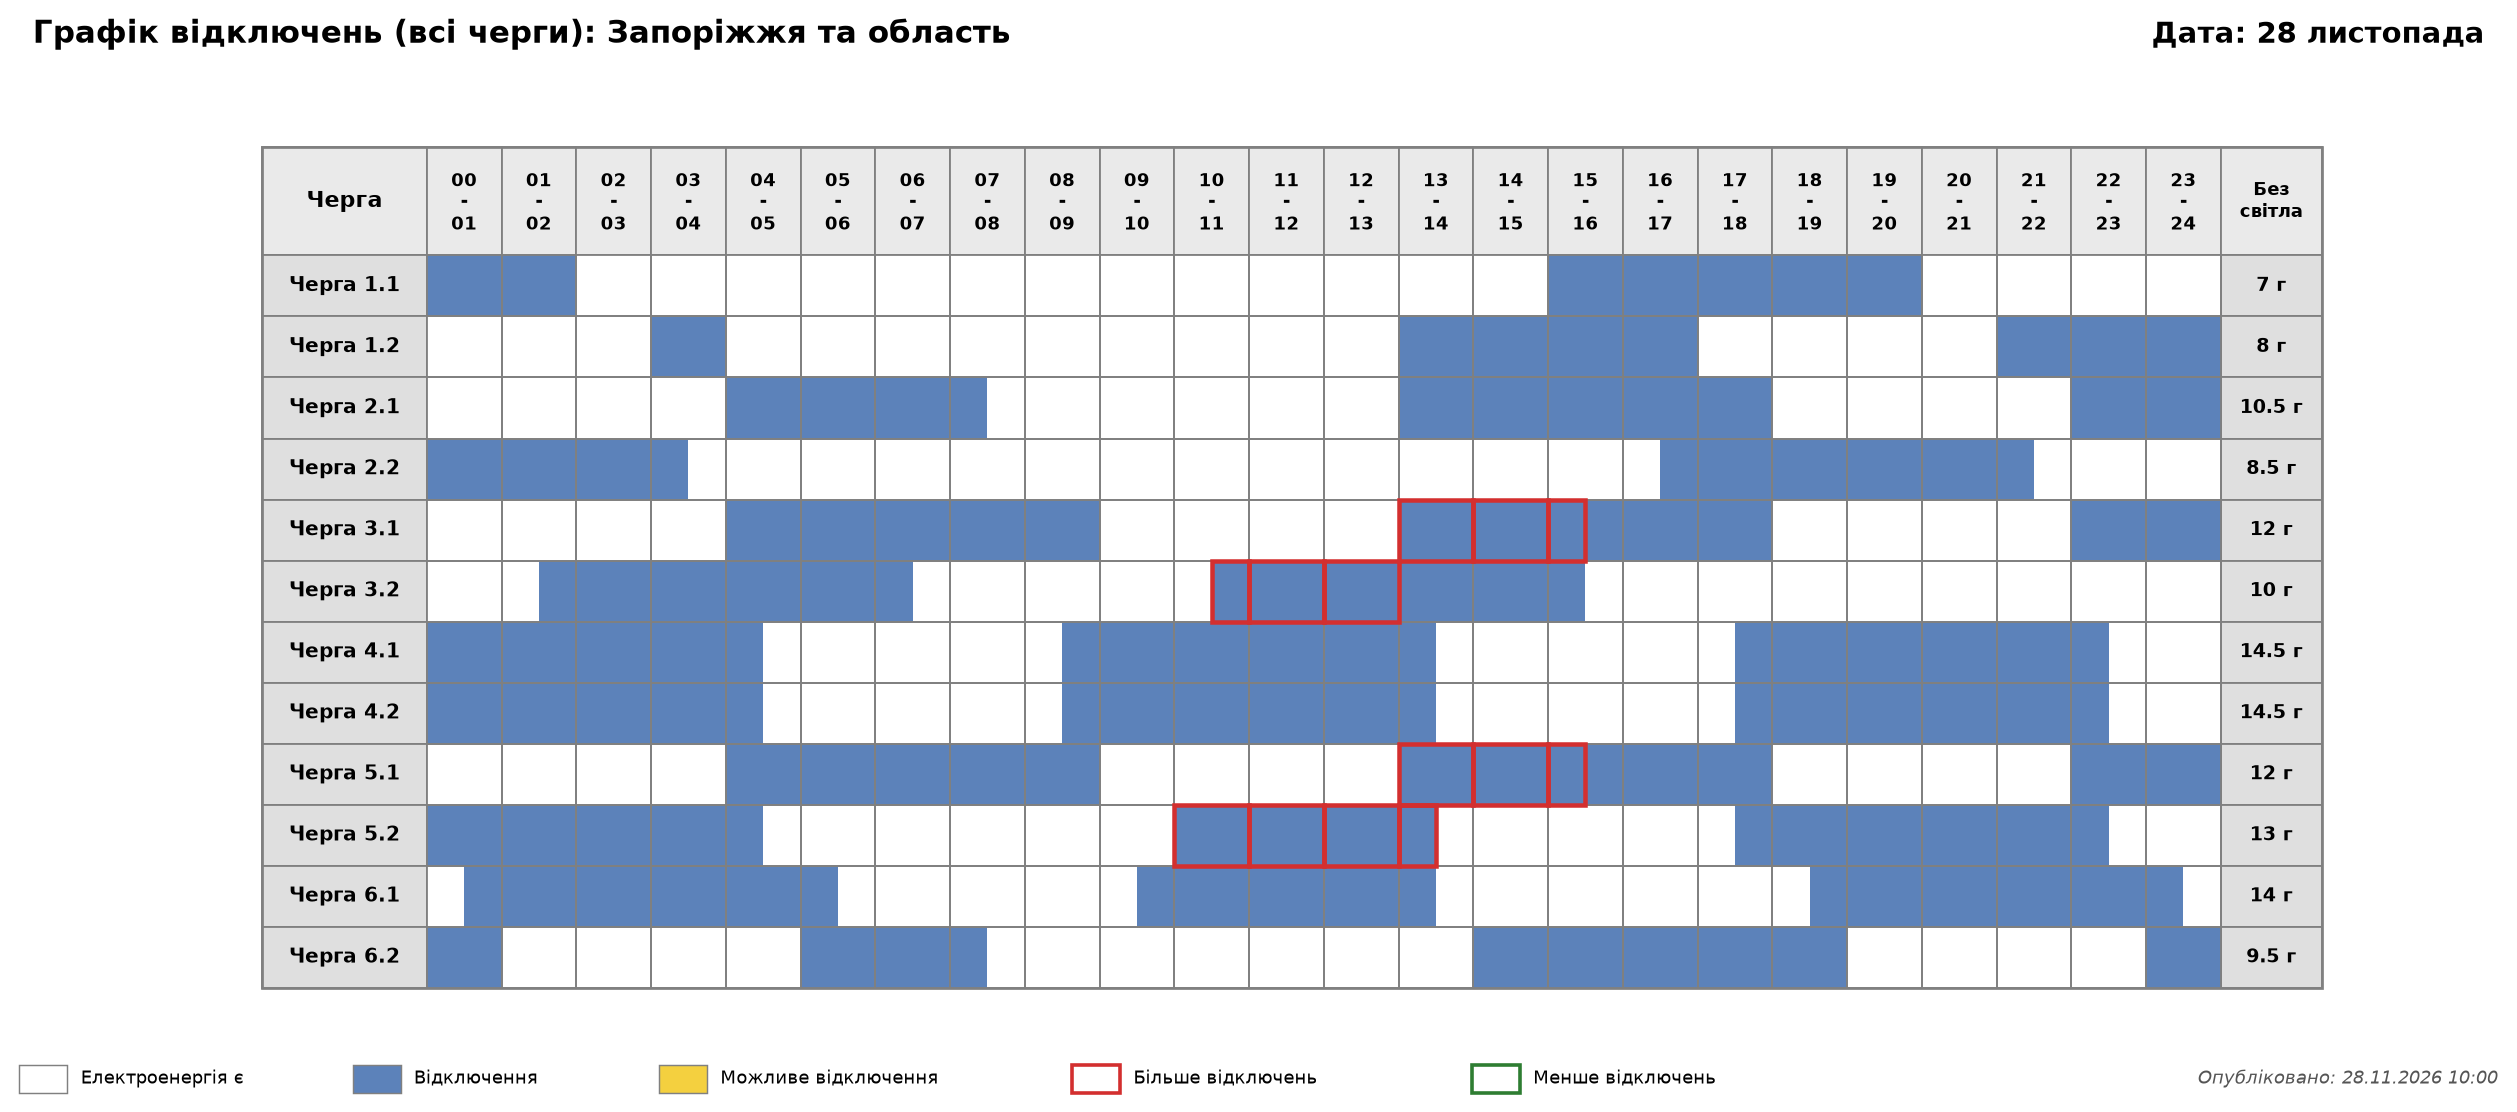 Графік відключень (всі черги): Запоріжжя та область
Дата: 28 листопада
Черга 00 - 01 01 - 02 02 - 03 03 - 04 04 - 05 05 - 06 06 - 07 07 - 08 08 - 09 09 - 10 10 - 11 11 - 12 12 - 13 13 - 14 14 - 15 15 - 16 16 - 17 17 - 18 18 - 19 19 - 20 20 - 21 21 - 22 22 - 23 23 - 24 Без світла
Черга 1.1 7 г
Черга 1.2 8 г
Черга 2.1 10.5 г
Черга 2.2 8.5 г
Черга 3.1 12 г
Черга 3.2 10 г
Черга 4.1 14.5 г
Черга 4.2 14.5 г
Черга 5.1 12 г
Черга 5.2 13 г
Черга 6.1 14 г
Черга 6.2 9.5 г
Електроенергія є
Відключення
Можливе відключення
Більше відключень
Менше відключень
Опубліковано: 28.11.2026 10:00